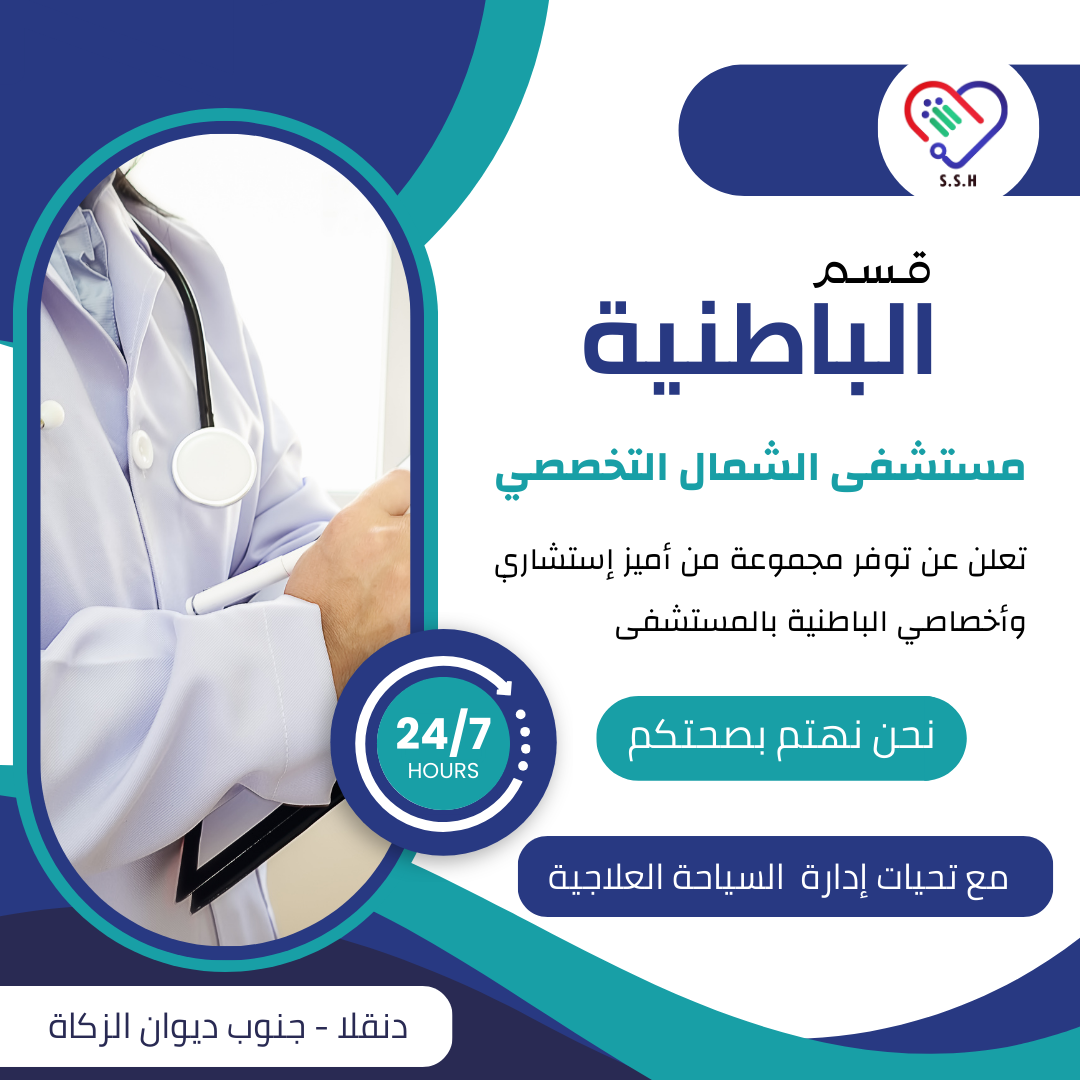 S.S.H
قسم
الباطنية
مستشفى الشمال التخصصي
تعلن عن توفر مجموعة من أميز إستشاري
وأخصاصي الباطنية بالمستشفى
24/7
HOURS
نحن نهتم بصحتكم
مع تحيات إدارة السياحة العلاجية
دنقلا - جنوب ديوان الزكاة